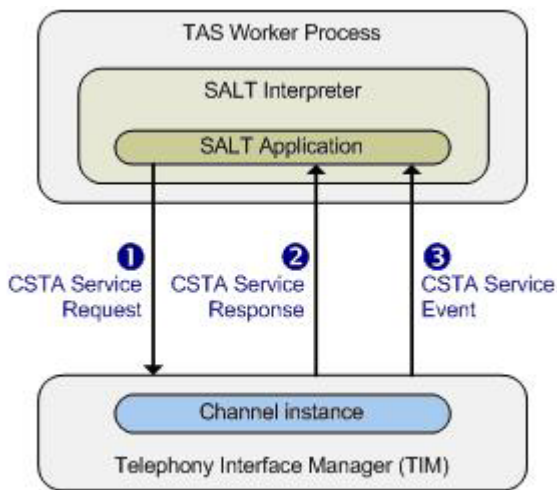 TAS Worker Process
SALT Interpreter
SALT Application
1
CSTA Service
Request
2
CSTA Service
Response
3
CSTA Service
Event
Channel instance
Telephony Interface Manager (TIM)